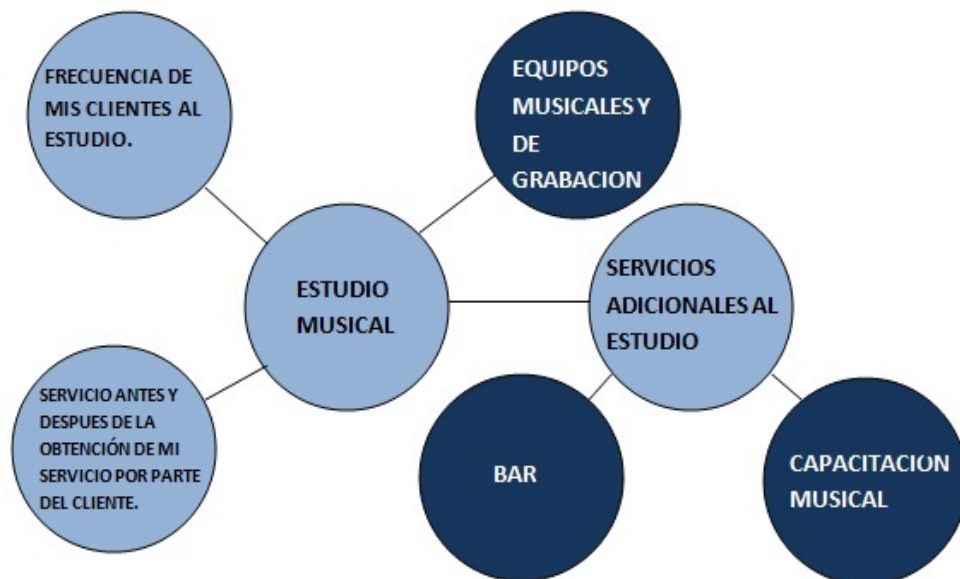 FRECUENCIA DE
MIS CLIENTES AL
ESTUDIO.
EQUIPOS
MUSICALES Y
DE
GRABACION
ESTUDIO
MUSICAL
SERVICIOS
ADICIONALES AL
ESTUDIO
SERVICIO ANTES Y
DESPUES DE LA
OBTENCIÓN DE MI
SERVICIO POR PARTE
DEL CLIENTE.
BAR
CAPACITACION
MUSICAL